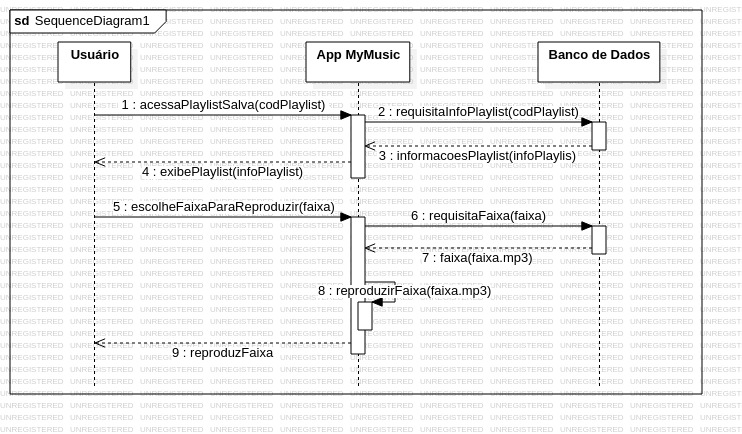 sd SequenceDiagram1
Usuário
App MyMusic
Banco de Dados
1 : acessaPlaylistSalva(codPlaylist)
2 : requisitaInfoPlaylist(codPlaylist)
3 : informacoesPlaylist(infoPlaylis)
4 : exibePlaylist(infoPlaylist)
5 : escolheFaixaParaReproduzir(faixa)
6 : requisitaFaixa(faixa)
7 : faixa(faixa.mp3)
8 : reproduzirFaixa(faixa.mp3)
9 : reproduzFaixa
UNREGISTERED